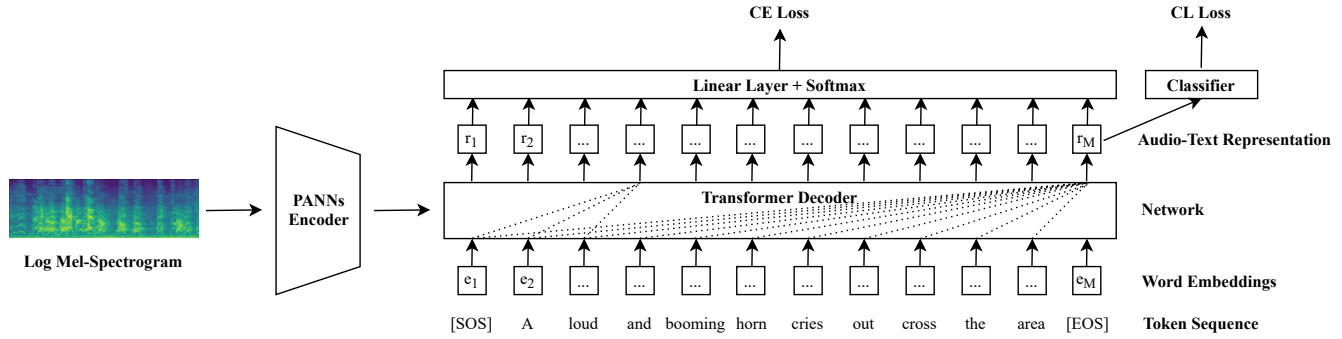 CE Loss
CL Loss
Linear Layer + Softmax
Classifier
r1 r2 ... ... ... ... ... ... ... ... ... rM
Audio-Text Representation
PANNs
Encoder
Transformer Decoder
Network
Log Mel-Spectrogram
e1 e2 ... ... ... ... ... ... ... ... ... eM
Word Embeddings
[SOS] A loud and booming horn cries out cross the area [EOS]
Token Sequence